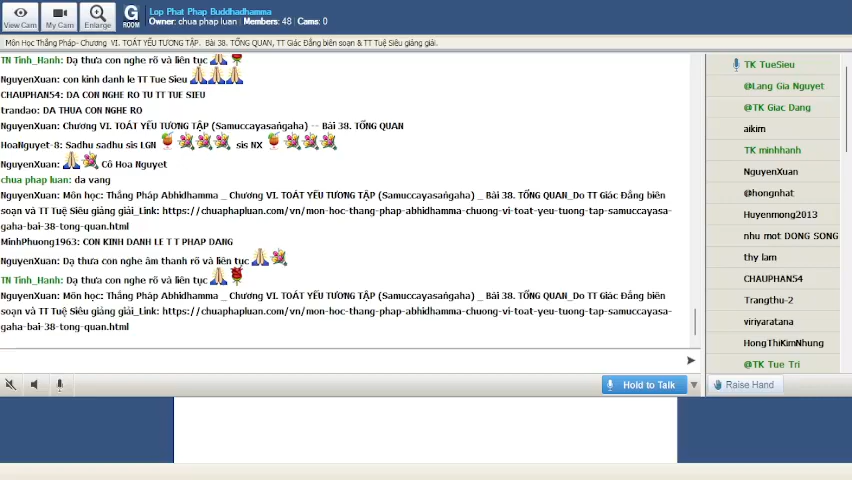 Lop Phat Phap Buddhadhamma
Owner: chua phap luan Members: 48 Cams: 0
View Cam
My Cam
Enlarge
G
ROOM
Môn Học Thắng Pháp- Chương VI. TOÁT YẾU TƯƠNG TẬP. Bài 38. TỔNG QUAN, TT Giác Đẳng biên soạn & TT Tuệ Siêu giảng giải.
TN Tinh_Hanh: Dạ thưa con nghe rõ và liên tục
NguyenXuan: con kinh danh le TT Tue Sieu
CHAUPHAN54: DA CON NGHE RO TU TT TUE SIEU
trandao: DA THUA CON NGHE RO
NguyenXuan: Chương VI. TOÁT YẾU TƯƠNG TẬP (Samuccayasaṅgaha) -- Bài 38. TỔNG QUAN
HoaNguyet-8: Sadhu sadhu sis LGN sis NX
NguyenXuan: Cô Hoa Nguyet
chua phap luan: da vang
NguyenXuan: Môn học: Thắng Pháp Abhidhamma _ Chương VI. TOÁT YẾU TƯƠNG TẬP (Samuccayasaṅgaha) _ Bài 38. TỔNG QUAN_Do TT Giác Đẳng biên
soạn và TT Tuệ Siêu giảng giải_Link: https://chuaphapluan.com/vn/mon-hoc-thang-phap-abhidhamma-chuong-vi-toat-yeu-tuong-tap-samuccayasa-
gaha-bai-38-tong-quan.html
MinhPhuong1963: CON KINH DANH LE T T PHAP DANG
NguyenXuan: Dạ thưa con nghe âm thanh rõ và liên tục
TN Tinh_Hanh: Dạ thưa con nghe rõ và liên tục
NguyenXuan: Môn học: Thắng Pháp Abhidhamma _ Chương VI. TOÁT YẾU TƯƠNG TẬP (Samuccayasaṅgaha) _ Bài 38. TỔNG QUAN_Do TT Giác Đẳng biên
soạn và TT Tuệ Siêu giảng giải_Link: https://chuaphapluan.com/vn/mon-hoc-thang-phap-abhidhamma-chuong-vi-toat-yeu-tuong-tap-samuccayasa-
gaha-bai-38-tong-quan.html
TK TueSieu
@Lang Gia Nguyet
@TK Giac Dang
aikim
TK minhhanh
NguyenXuan
@hongnhat
Huyenmong2013
nhu mot DONG SONG
thy lam
CHAUPHAN54
Trangthu-2
viriyaratana
HongThiKimNhung
@TK Tue Tri
Hold to Talk
Raise Hand